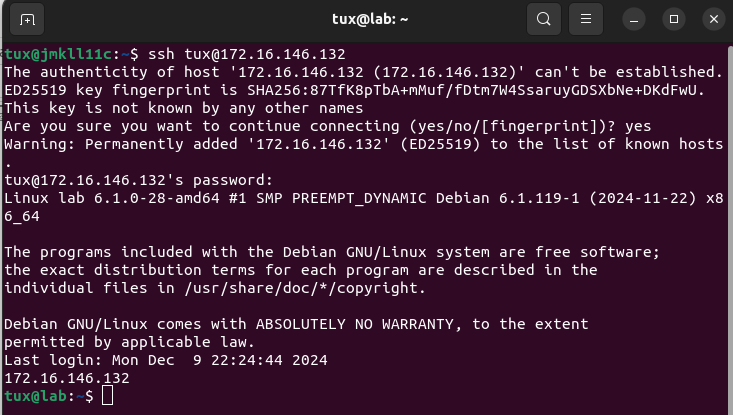 tux@lab: ~
tux@jmkll11c:~$ ssh tux@172.16.146.132
The authenticity of host '172.16.146.132 (172.16.146.132)' can't be established.
ED25519 key fingerprint is SHA256:87TfK8pTbA+mMuf/fDtm7W4SsaruyGDSXbNe+DKdFwU.
This key is not known by any other names
Are you sure you want to continue connecting (yes/no/[fingerprint])? yes
Warning: Permanently added '172.16.146.132' (ED25519) to the list of known hosts
.
tux@172.16.146.132's password:
Linux lab 6.1.0-28-amd64 #1 SMP PREEMPT_DYNAMIC Debian 6.1.119-1 (2024-11-22) x8
6_64

The programs included with the Debian GNU/Linux system are free software;
the exact distribution terms for each program are described in the
individual files in /usr/share/doc/*/copyright.

Debian GNU/Linux comes with ABSOLUTELY NO WARRANTY, to the extent
permitted by applicable law.
Last login: Mon Dec  9 22:24:44 2024
172.16.146.132
tux@lab:~$